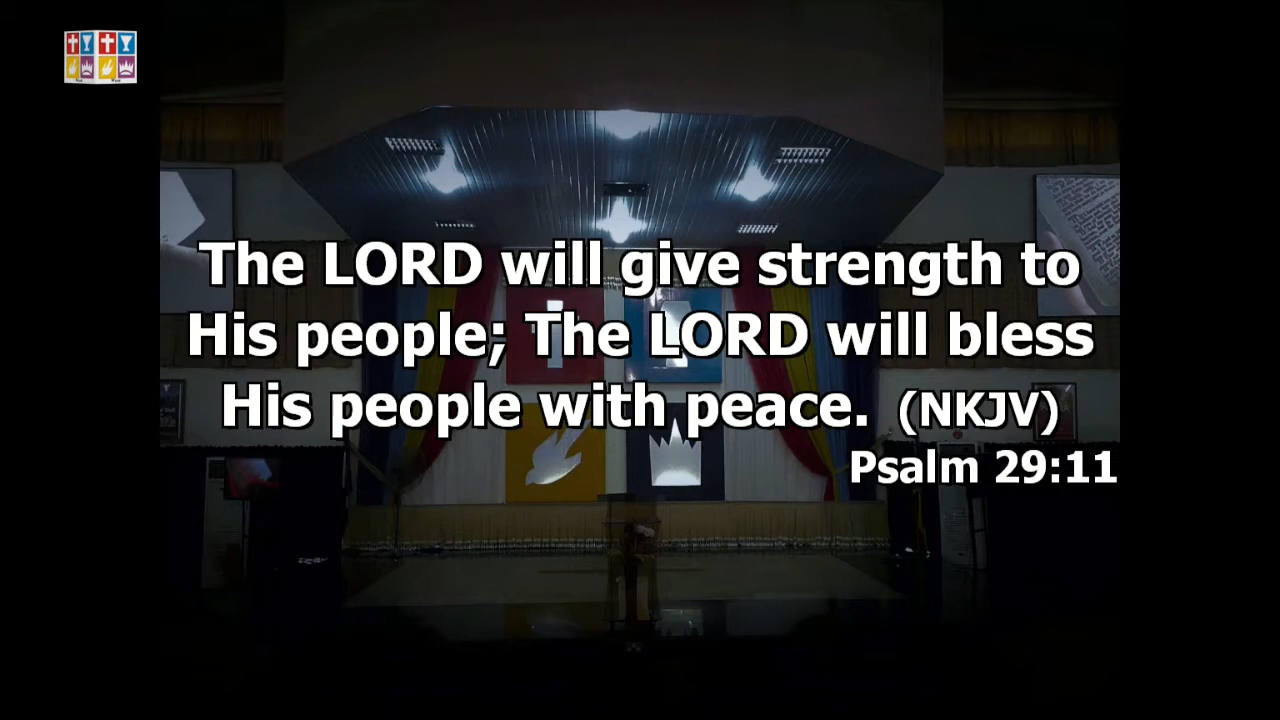 The LORD will give strength to
His people; The LORD will bless
His people with peace. (NKJV)
Psalm 29:11